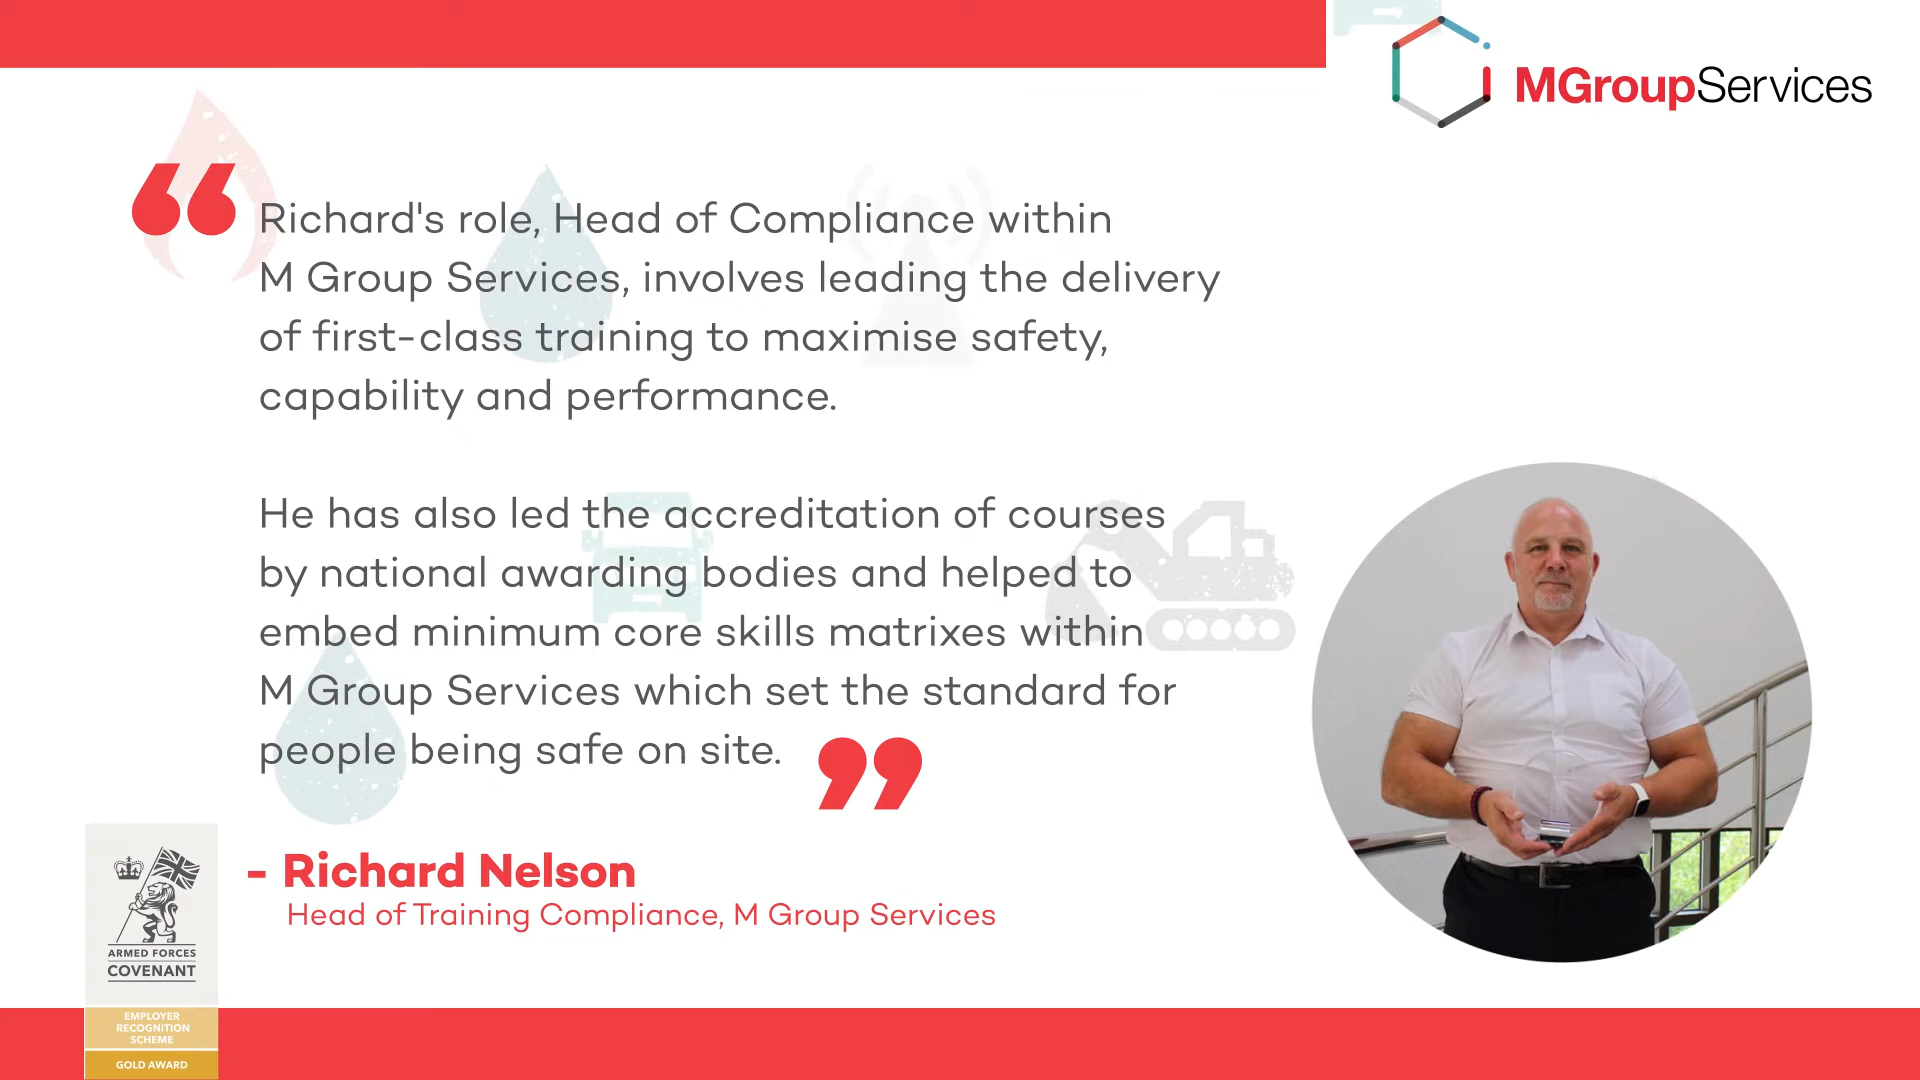 MGroupServices
“
Richard's role, Head of Compliance within
M Group Services, involves leading the delivery
of first-class training to maximise safety,
capability and performance.
He has also led the accreditation of courses
by national awarding bodies and helped to
embed minimum core skills matrixes within
M Group Services which set the standard for
people being safe on site. ”
- Richard Nelson
Head of Training Compliance, M Group Services
ARMED FORCES
COVENANT
EMPLOYER
RECOGNITION
SCHEME
GOLD AWARD